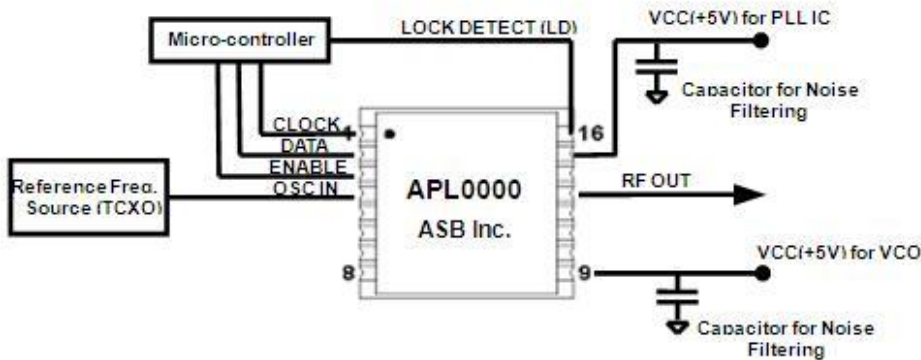 VCC(+5V) for PLL IC
Micro-controller
LOCK DETECT (LD)
Capacitor for Noise
Filtering
CLOCK
1
16
DATA
ENABLE
OSC IN
Reference Freq.
Source (TCXO)
APL0000
ASB Inc.
RF OUT
8
9
VCC(+5V) for VCO
Capacitor for Noise
Filtering